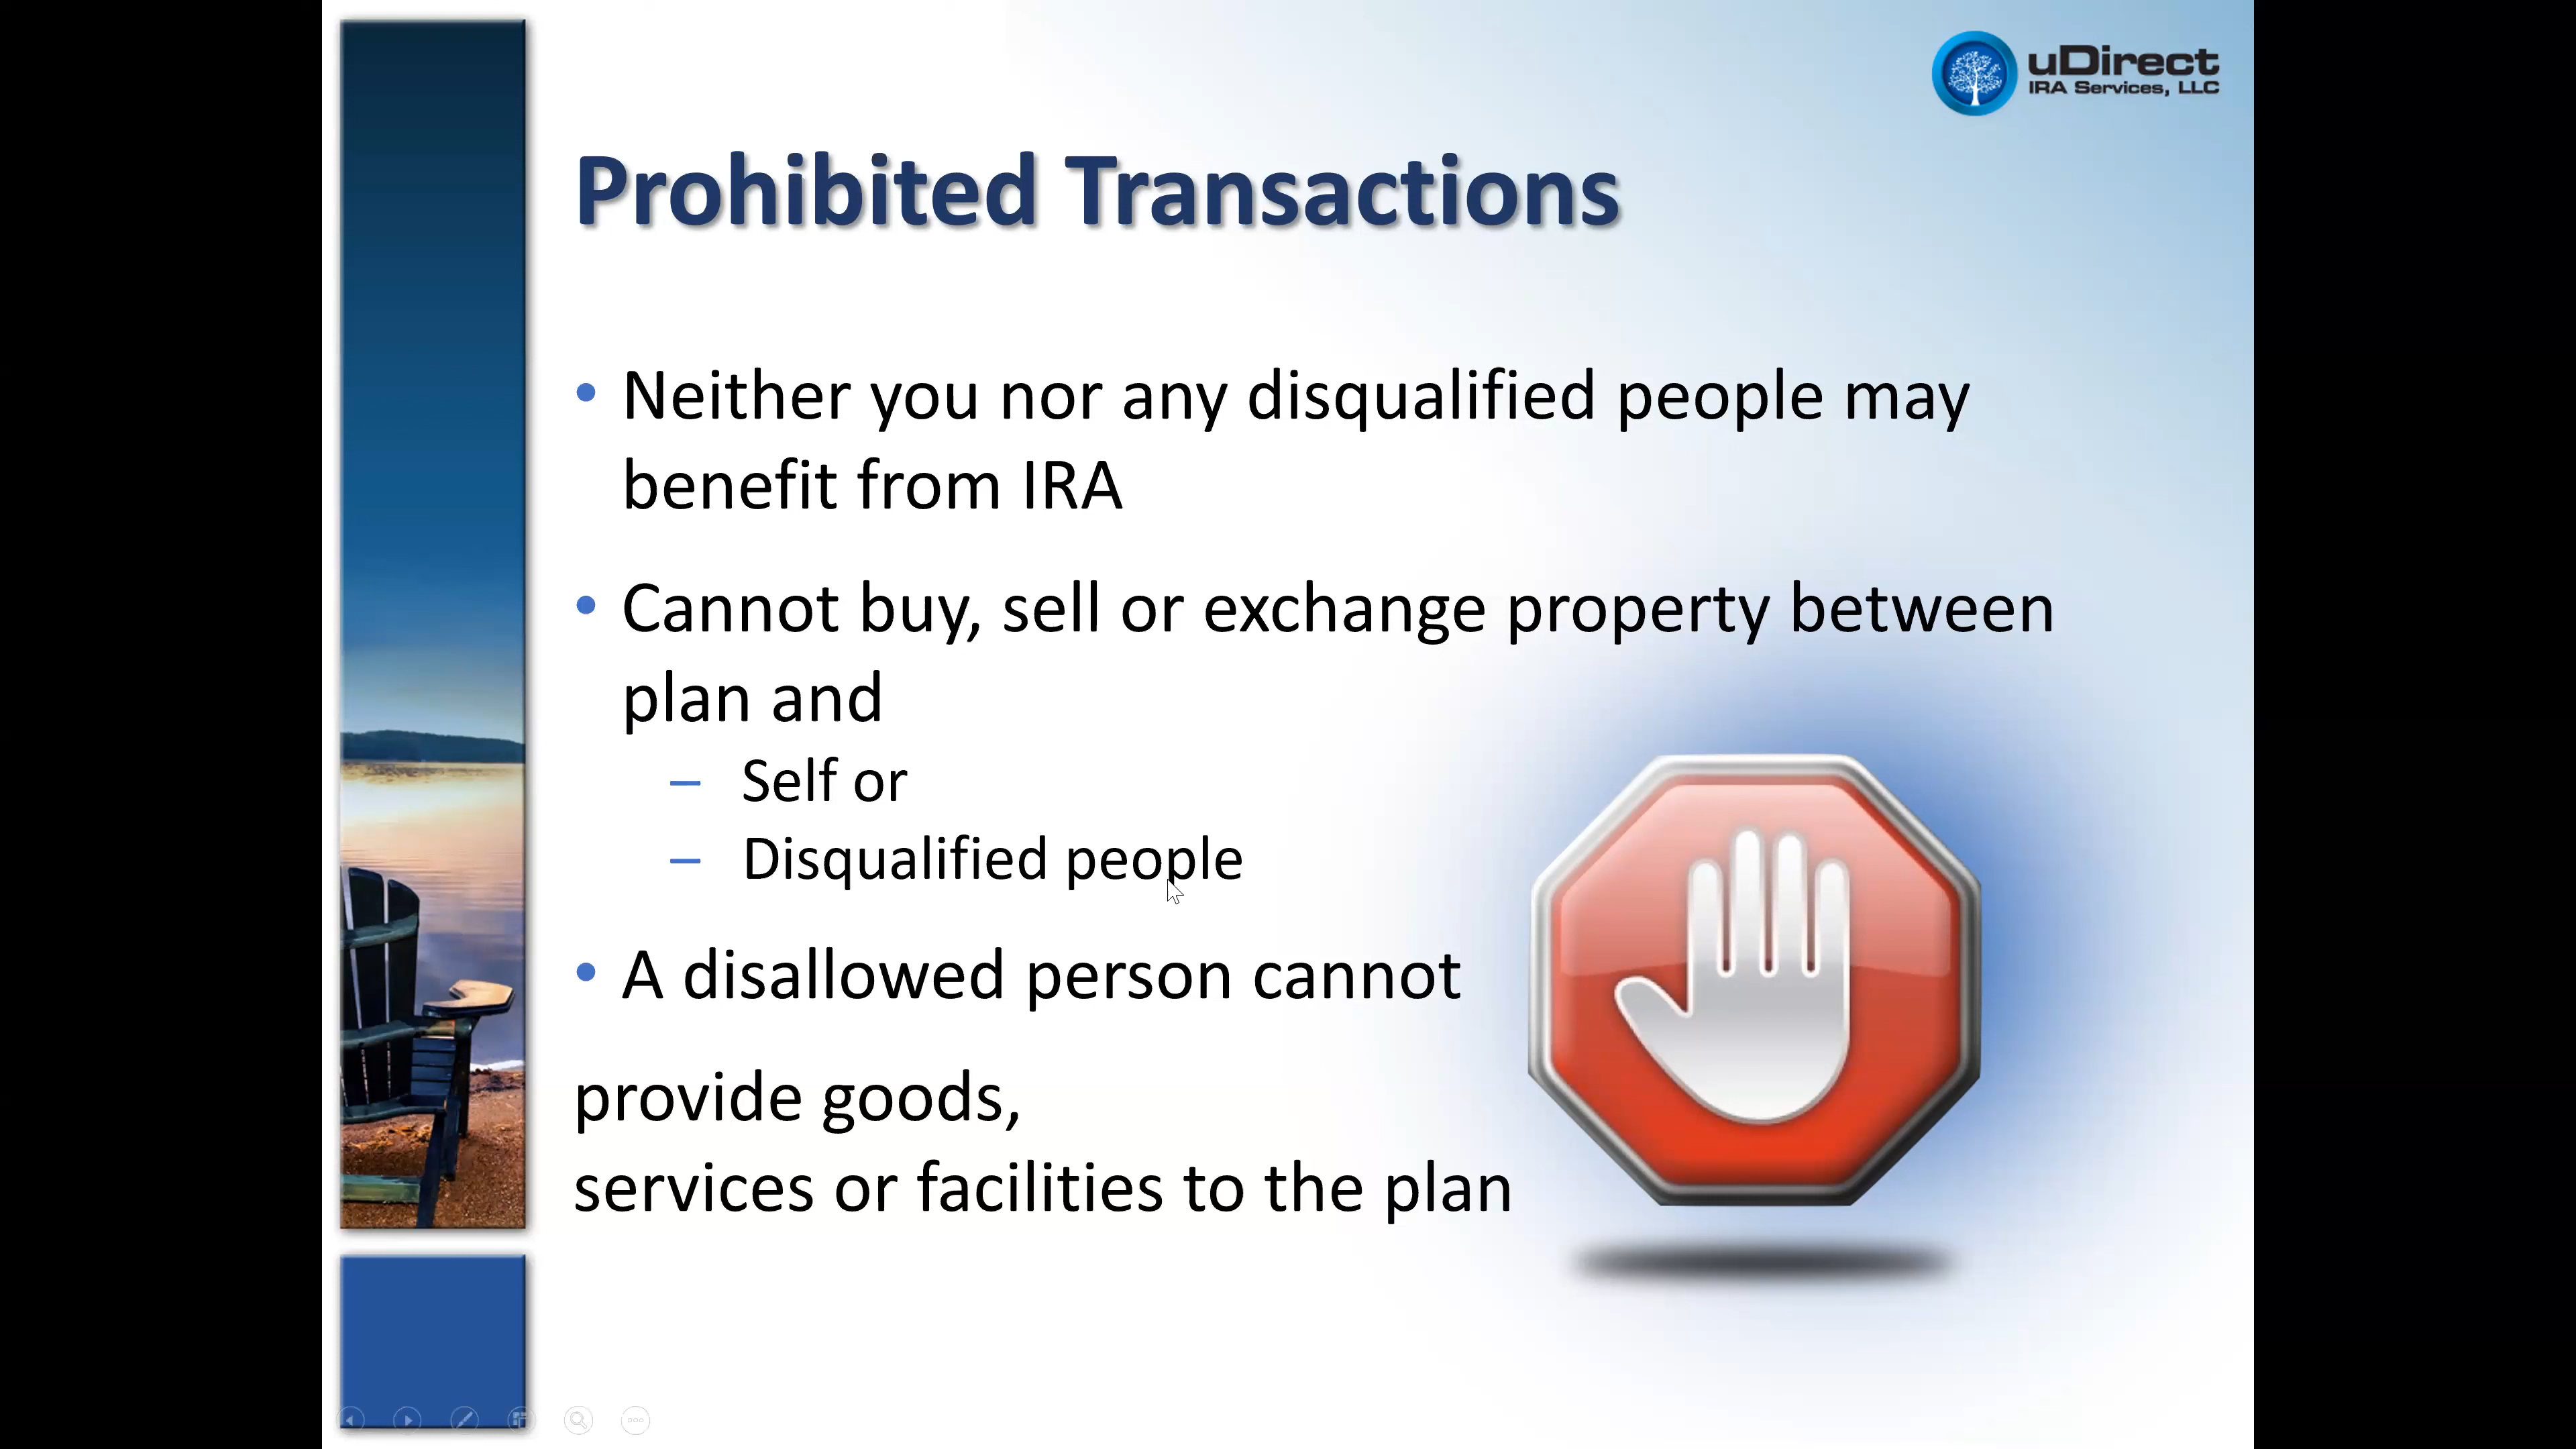 uDirect
IRA Services, LLC
Prohibited Transactions
• Neither you nor any disqualified people may
benefit from IRA
• Cannot buy, sell or exchange property between
plan and
– Self or
– Disqualified people
• A disallowed person cannot
provide goods,
services or facilities to the plan